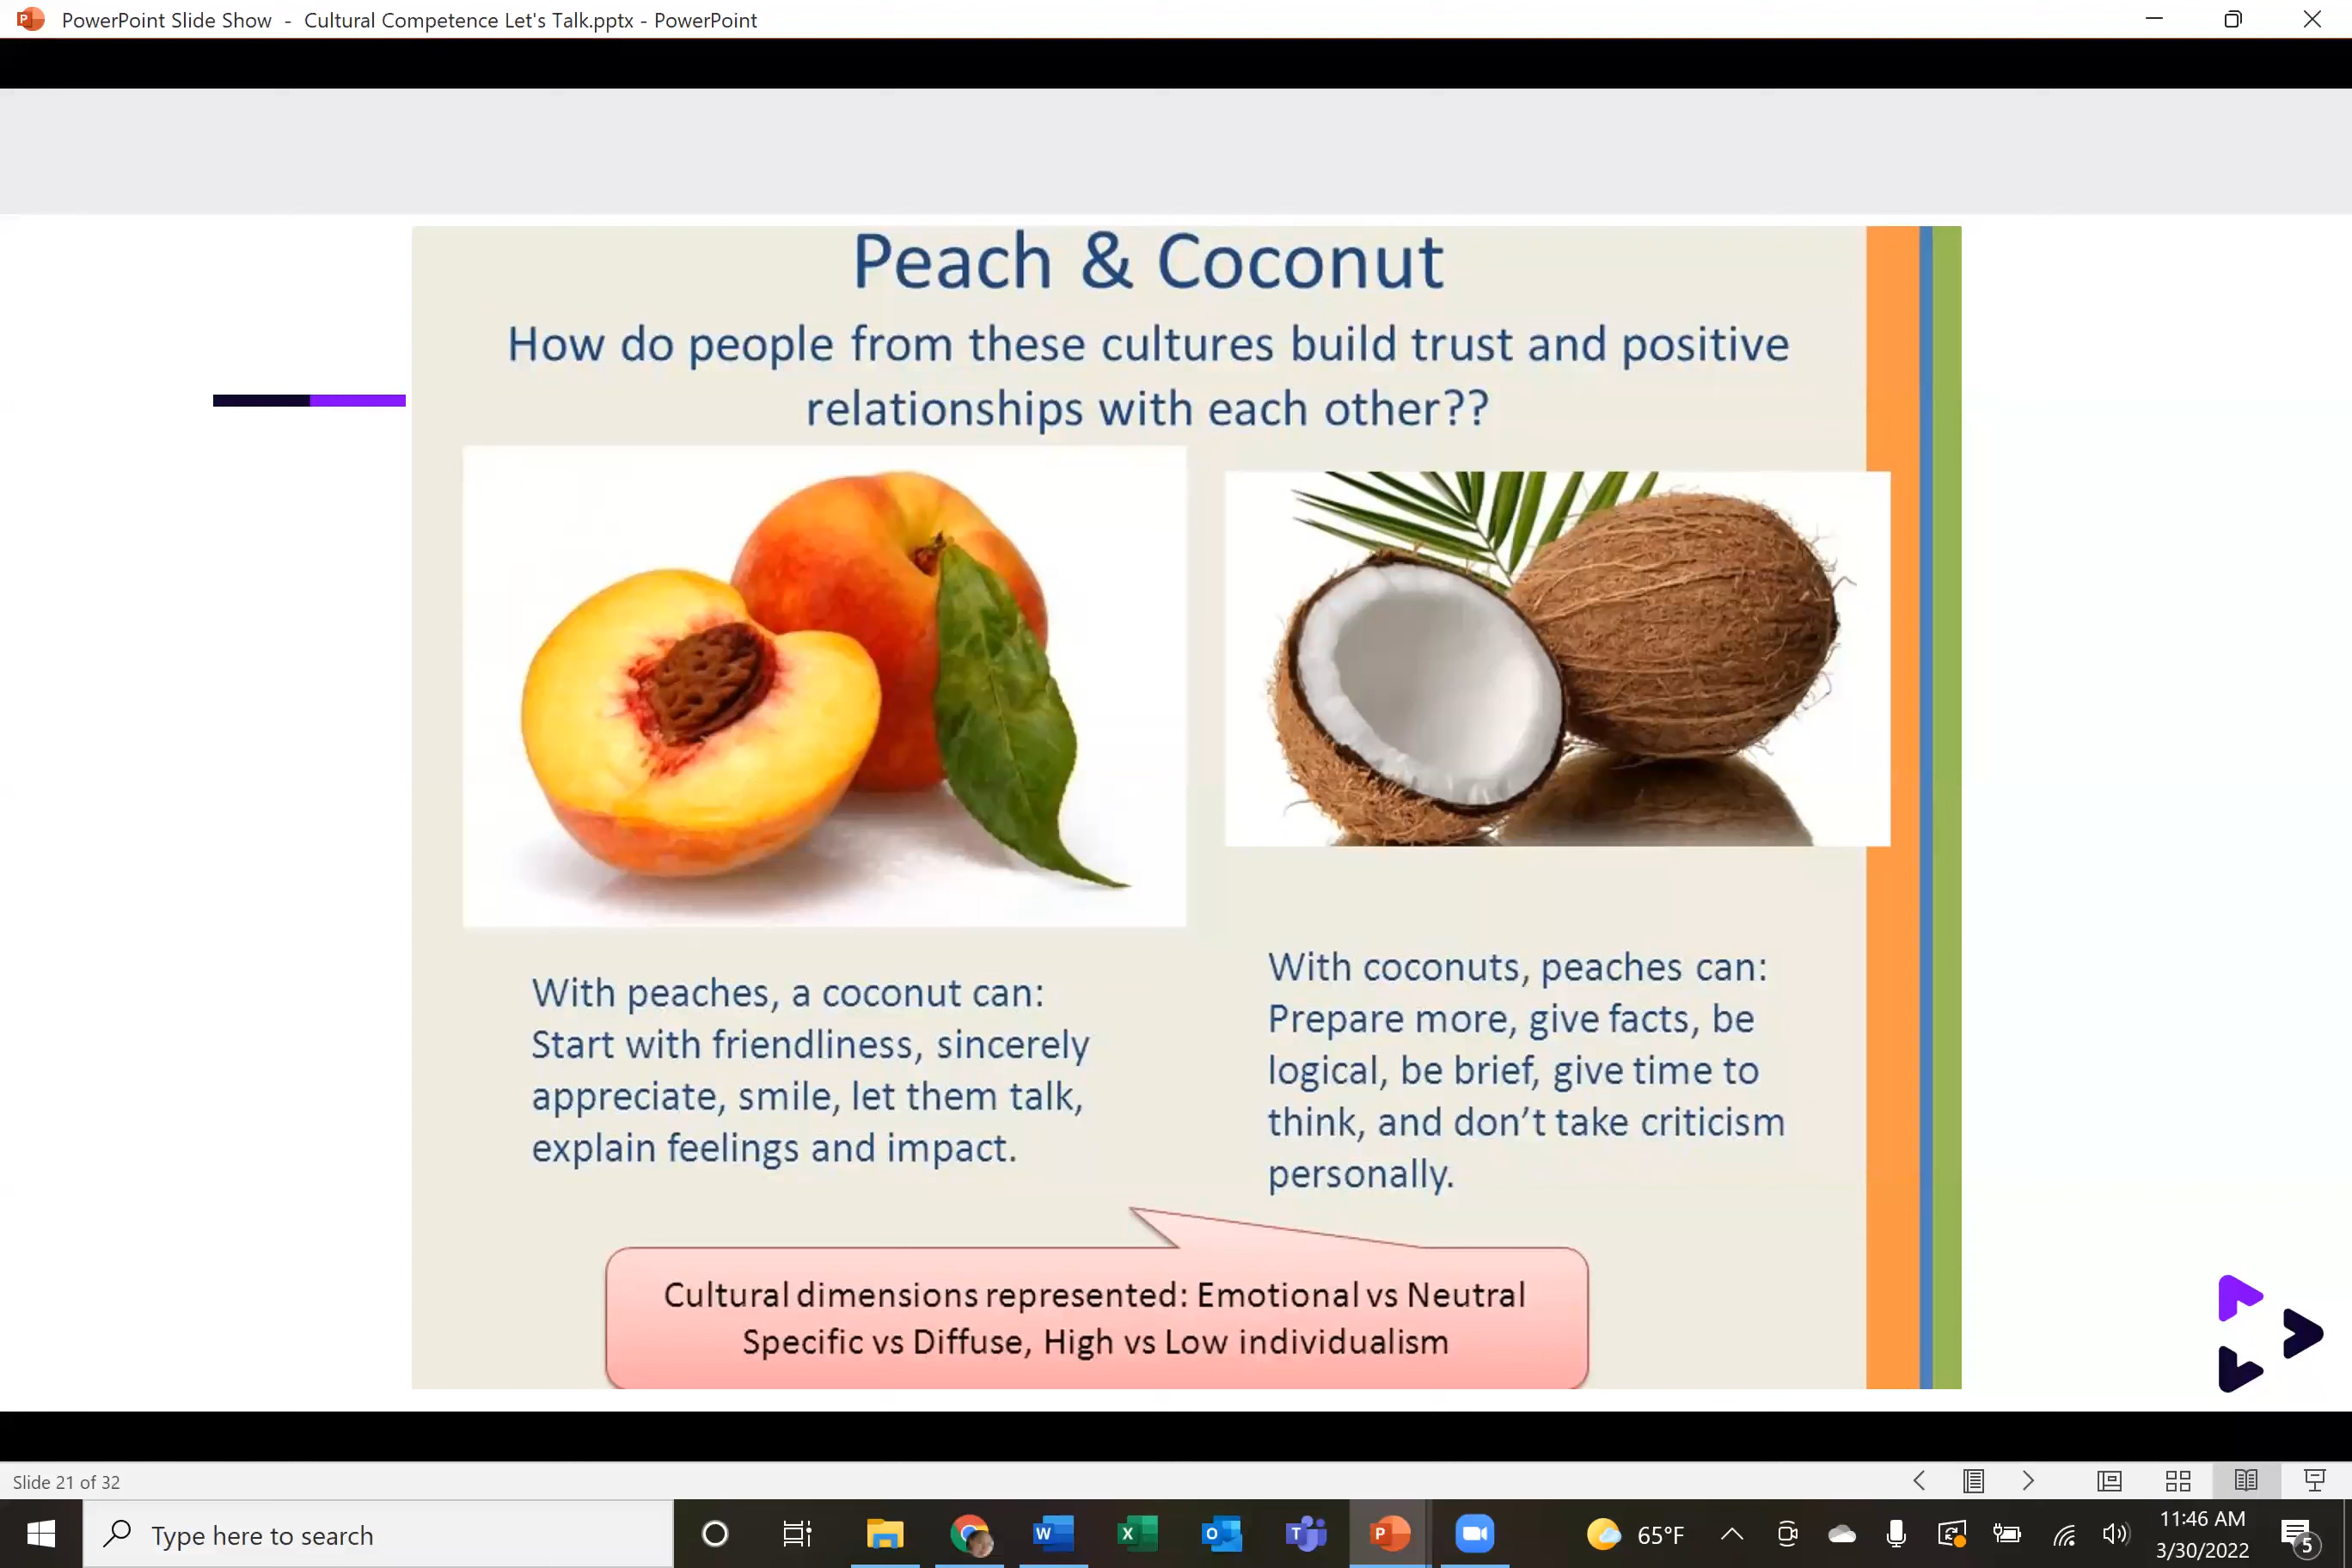 PowerPoint Slide Show - Cultural Competence Let's Talk.pptx - PowerPoint
Peach & Coconut
How do people from these cultures build trust and positive
relationships with each other??
With peaches, a coconut can:
Start with friendliness, sincerely
appreciate, smile, let them talk,
explain feelings and impact.
With coconuts, peaches can:
Prepare more, give facts, be
logical, be brief, give time to
think, and don’t take criticism
personally.
Cultural dimensions represented: Emotional vs Neutral
Specific vs Diffuse, High vs Low individualism
Slide 21 of 32
Type here to search
65°F
11:46 AM
3/30/2022
5